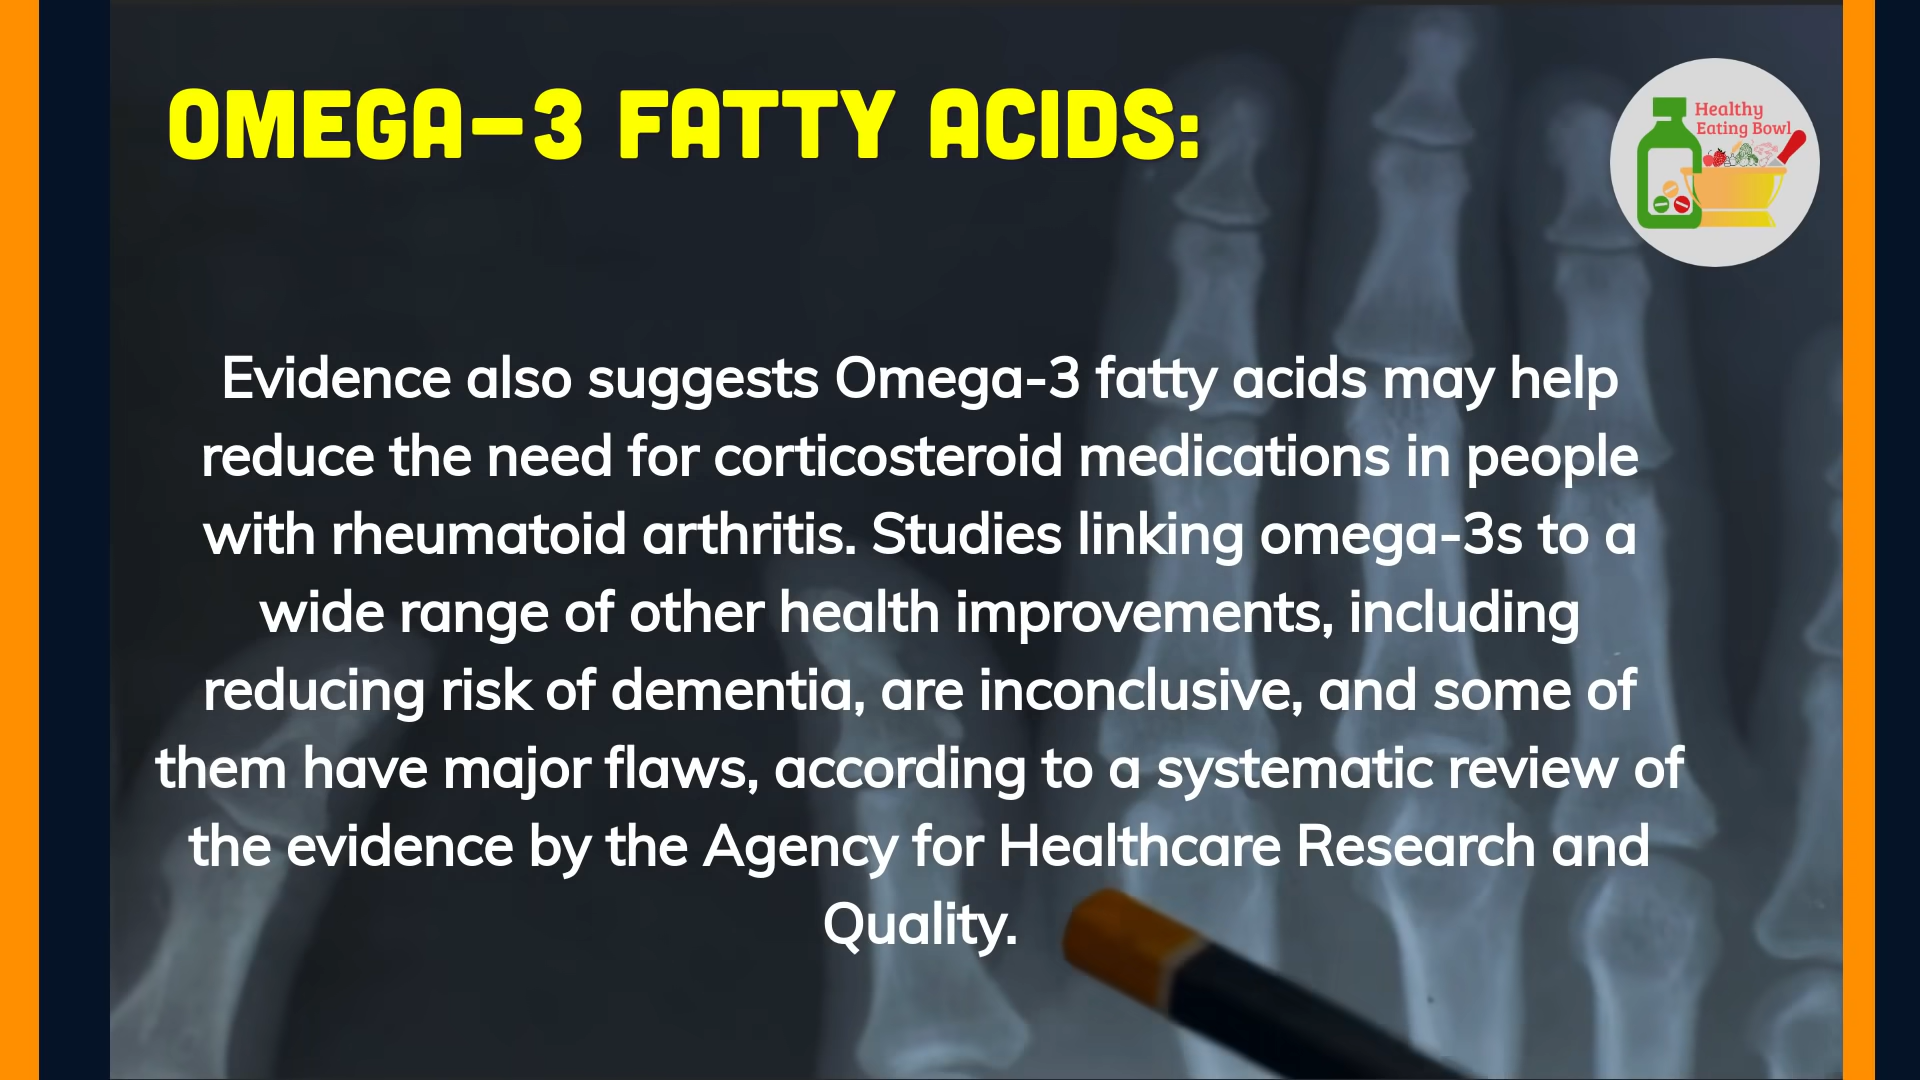 OMEGA-3 FATTY ACIDS:
Healthy
Eating Bowl
Evidence also suggests Omega-3 fatty acids may help
reduce the need for corticosteroid medications in people
with rheumatoid arthritis. Studies linking omega-3s to a
wide range of other health improvements, including
reducing risk of dementia, are inconclusive, and some of
them have major flaws, according to a systematic review of
the evidence by the Agency for Healthcare Research and
Quality.